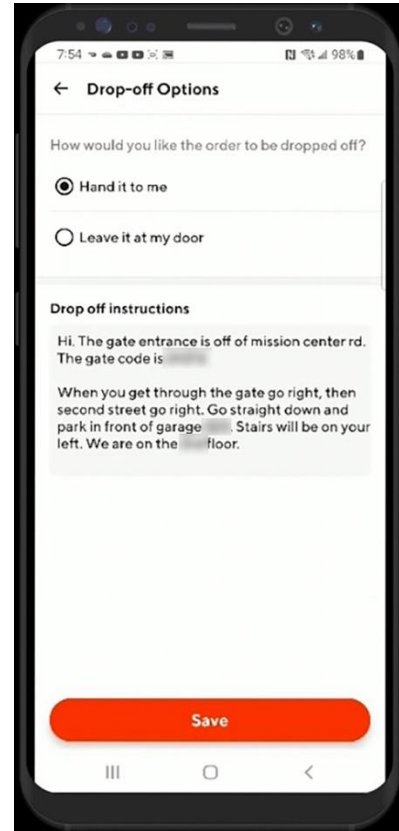 7:54
98%
Drop-off Options
How would you like the order to be dropped off?
Hand it to me
Leave it at my door
Drop off instructions
Hi. The gate entrance is off of mission center rd.
The gate code is
When you get through the gate go right, then
second street go right. Go straight down and
park in front of garage . Stairs will be on your
left. We are on the floor.
Save